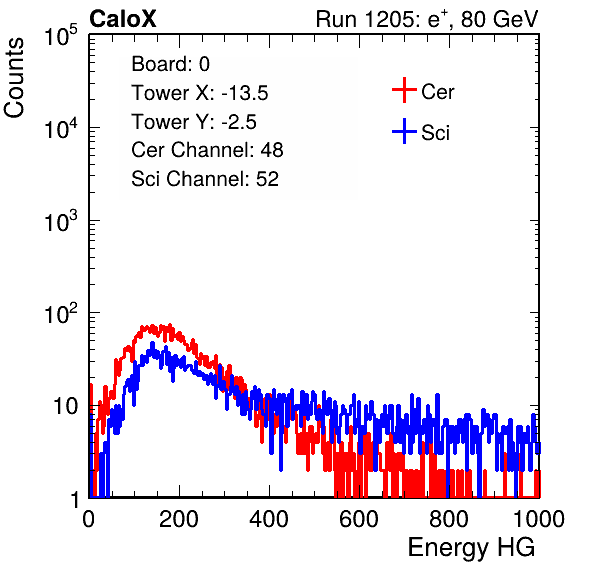 CaloX Run 1205: e⁺, 80 GeV
Counts
10⁵
10⁴
10³
10²
10
1
Board: 0
Tower X: -13.5
Tower Y: -2.5
Cer Channel: 48
Sci Channel: 52
Cer
Sci
0 200 400 600 800 1000
Energy HG